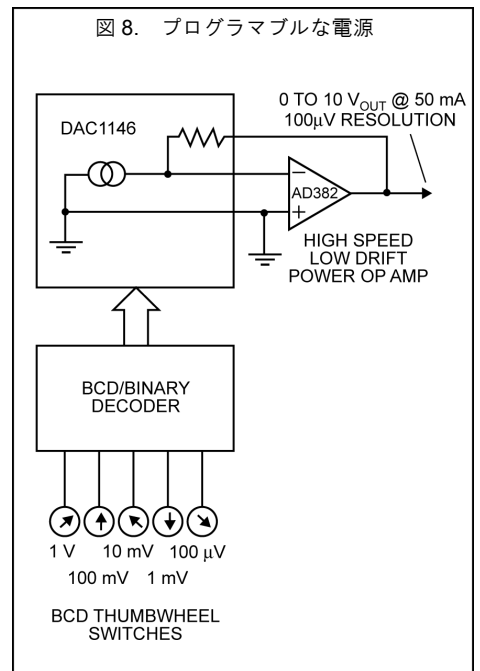 図 8. プログラマブルな電源
DAC1146
0 TO 10 V_OUT @ 50 mA
100μV RESOLUTION
−
AD382
+
HIGH SPEED
LOW DRIFT
POWER OP AMP
BCD/BINARY
DECODER
1 V 10 mV 100 μV
100 mV 1 mV
BCD THUMBWHEEL
SWITCHES